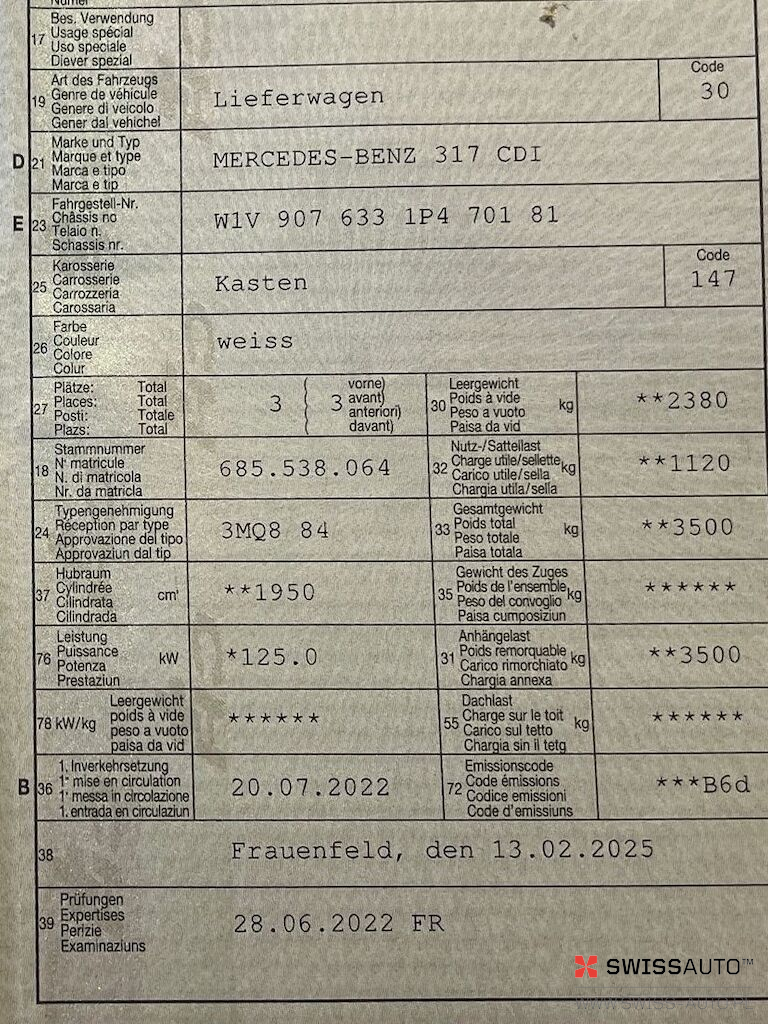 Numer
17 Bes. Verwendung
Usage spécial
Uso speciale
Diever spezial
19 Art des Fahrzeugs
Genre de véhicule
Genere di veicolo
Gener dal vehichel
Lieferwagen
Code
30
D 21 Marke und Typ
Marque et type
Marca e tipo
Marca e tip
MERCEDES-BENZ 317 CDI
E 23 Fahrgestell-Nr.
Châssis no
Telaio n.
Schassis nr.
W1V 907 633 1P4 701 81
25 Karosserie
Carrosserie
Carrozzeria
Carossaria
Kasten
Code
147
26 Farbe
Couleur
Colore
Colur
weiss
27 Plätze: Total
Places: Total
Posti: Totale
Plazs: Total
3 ( 3 vorne)
avant)
anteriori)
davant)
30 Leergewicht
Poids à vide
Peso a vuoto
Paisa da vid
kg
**2380
18 Stammnummer
N° matricule
N. di matricola
Nr. da matricla
685.538.064
32 Nutz-/Sattellast
Charge utile/sellette
Carico utile/sella
Chargia utila/sella
kg
**1120
24 Typengenehmigung
Réception par type
Approvazione del tipo
Approvaziun dal tip
3MQ8 84
33 Gesamtgewicht
Poids total
Peso totale
Paisa totala
kg
**3500
37 Hubraum
Cylindrée
Cilindrata
Cilindrada
cm³
**1950
35 Gewicht des Zuges
Poids de l'ensemble
Peso del convoglio
Paisa cumposiziun
kg
******
76 Leistung
Puissance
Potenza
Prestaziun
kW
*125.0
31 Anhängelast
Poids remorquable
Carico rimorchiato
Chargia annexa
kg
**3500
78 kW/kg
Leergewicht
poids à vide
peso a vuoto
paisa da vid
******
55 Dachlast
Charge sur le toit
Carico sul tetto
Chargia sin il tetg
kg
******
B 36 1. Inverkehrsetzung
1re mise en circulation
1a messa in circolazione
1. entrada en circulaziun
20.07.2022
72 Emissionscode
Code émissions
Codice emissioni
Code d'emissiuns
***B6d
38 Frauenfeld, den 13.02.2025
39 Prüfungen
Expertises
Perizie
Examinaziuns
28.06.2022 FR
SWISSAUTO™